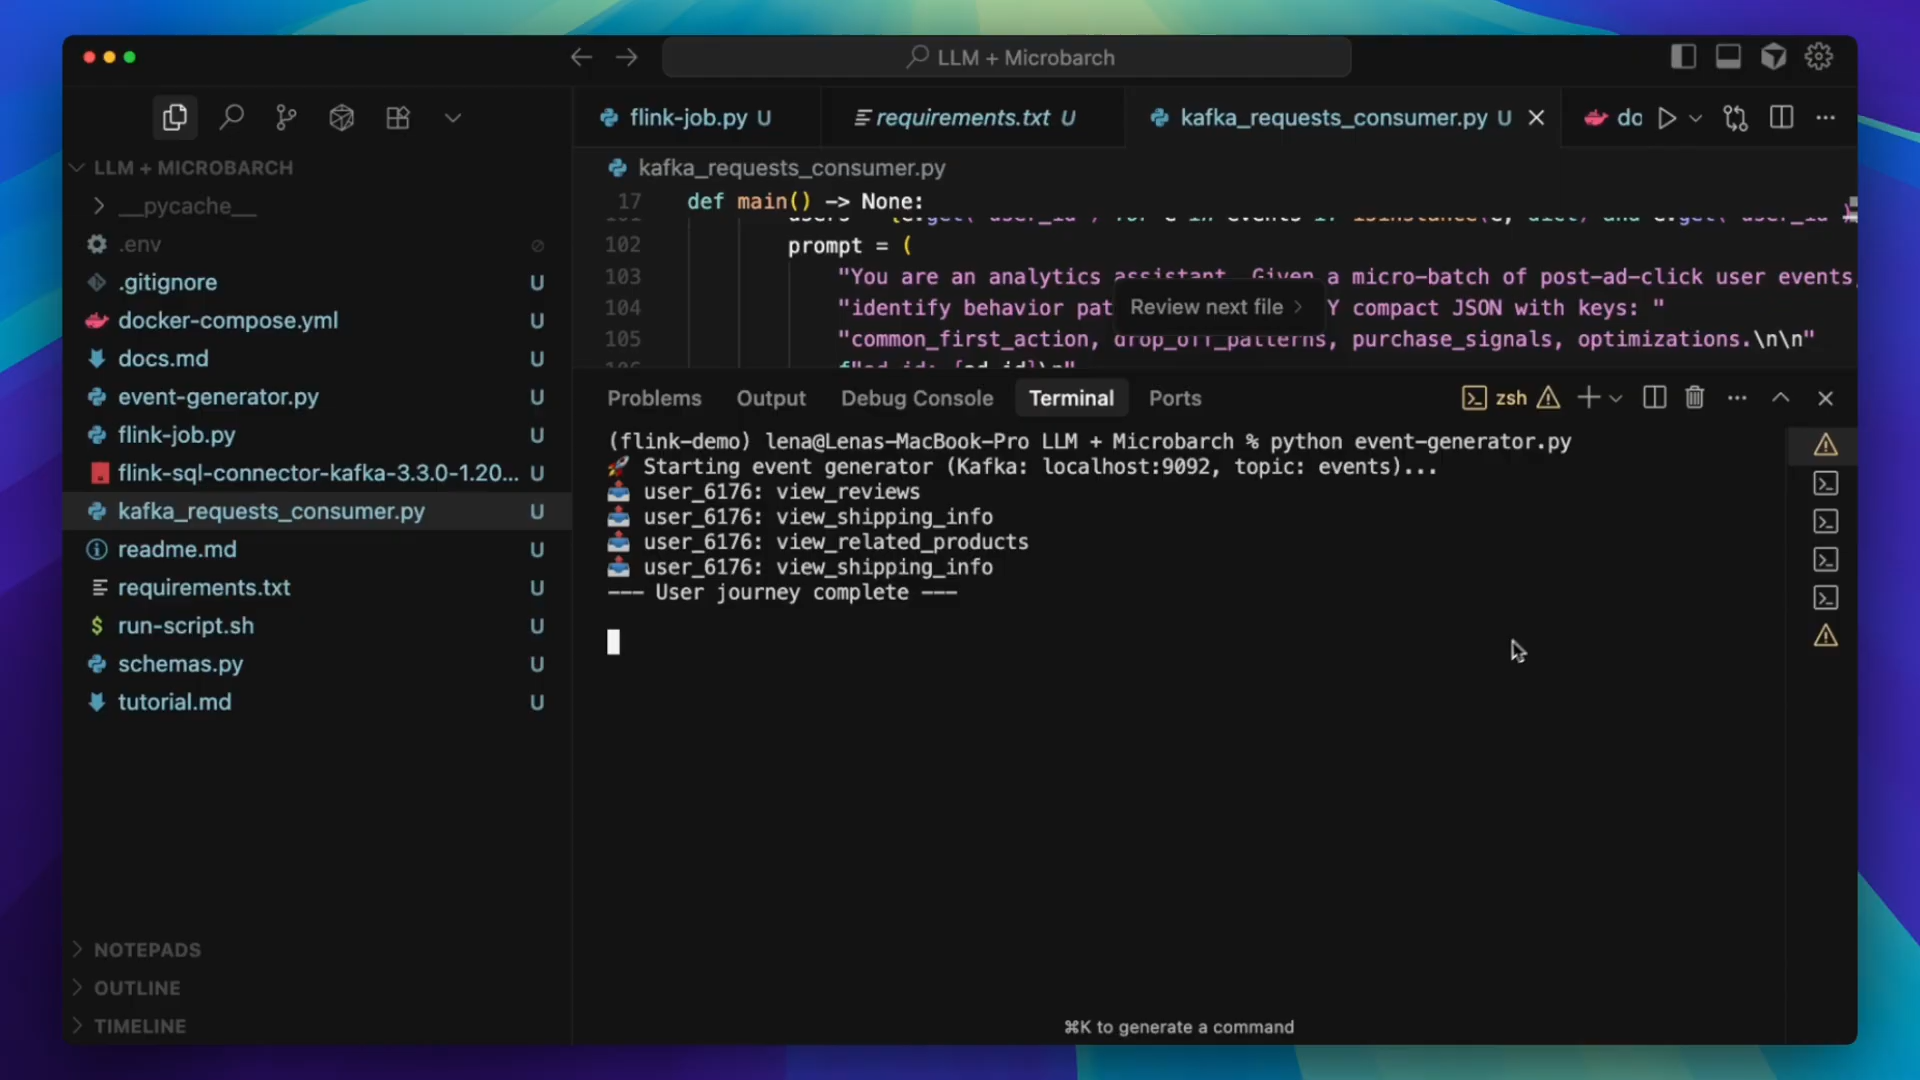 LLM + Microbarch
flink-job.py U
requirements.txt U
kafka_requests_consumer.py U
do
LLM + MICROBARCH
__pycache__
.env
.gitignore U
docker-compose.yml U
docs.md U
event-generator.py U
flink-job.py U
flink-sql-connector-kafka-3.3.0-1.20... U
kafka_requests_consumer.py U
readme.md U
requirements.txt U
run-script.sh U
schemas.py U
tutorial.md U
NOTEPADS
OUTLINE
TIMELINE
kafka_requests_consumer.py
17 def main() -> None:
102 prompt = (
103 "You are an analytics assistant. Given a micro-batch of post-ad-click user events,
104 "identify behavior pat Y compact JSON with keys: "
Review next file
105 "common_first_action, drop_off_patterns, purchase_signals, optimizations.\n\n"
Problems Output Debug Console Terminal Ports
zsh
(flink-demo) lena@Lenas-MacBook-Pro LLM + Microbarch % python event-generator.py
🚀 Starting event generator (Kafka: localhost:9092, topic: events)...
📤 user_6176: view_reviews
📤 user_6176: view_shipping_info
📤 user_6176: view_related_products
📤 user_6176: view_shipping_info
--- User journey complete ---
⌘K to generate a command